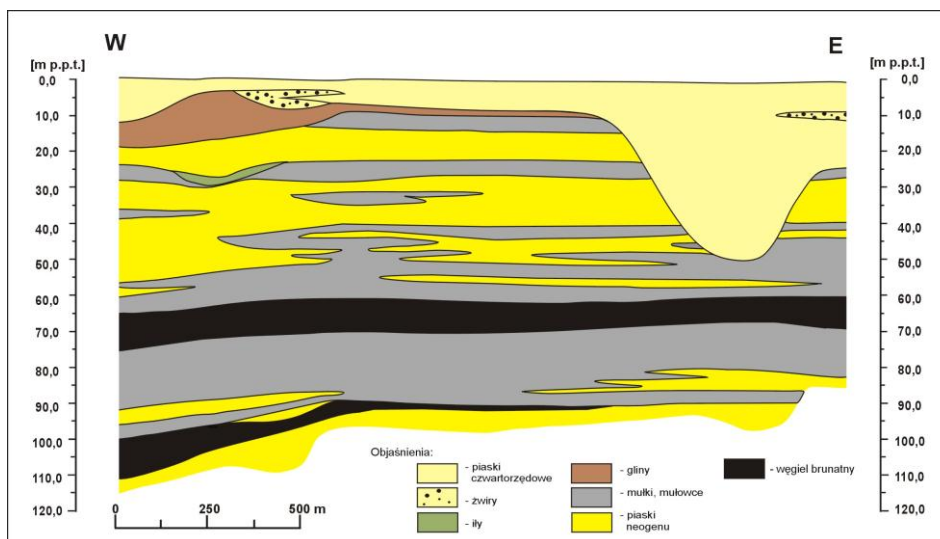 W
E
[m p.p.t.]
[m p.p.t.]
0,0
10,0
20,0
30,0
40,0
50,0
60,0
70,0
80,0
90,0
100,0
110,0
120,0
0,0
10,0
20,0
30,0
40,0
50,0
60,0
70,0
80,0
90,0
100,0
110,0
120,0
Objaśnienia:
- piaski
czwartorzędowe
- żwiry
- iły
- gliny
- mułki, mułowce
- piaski
neogenu
- węgiel brunatny
0 250 500 m